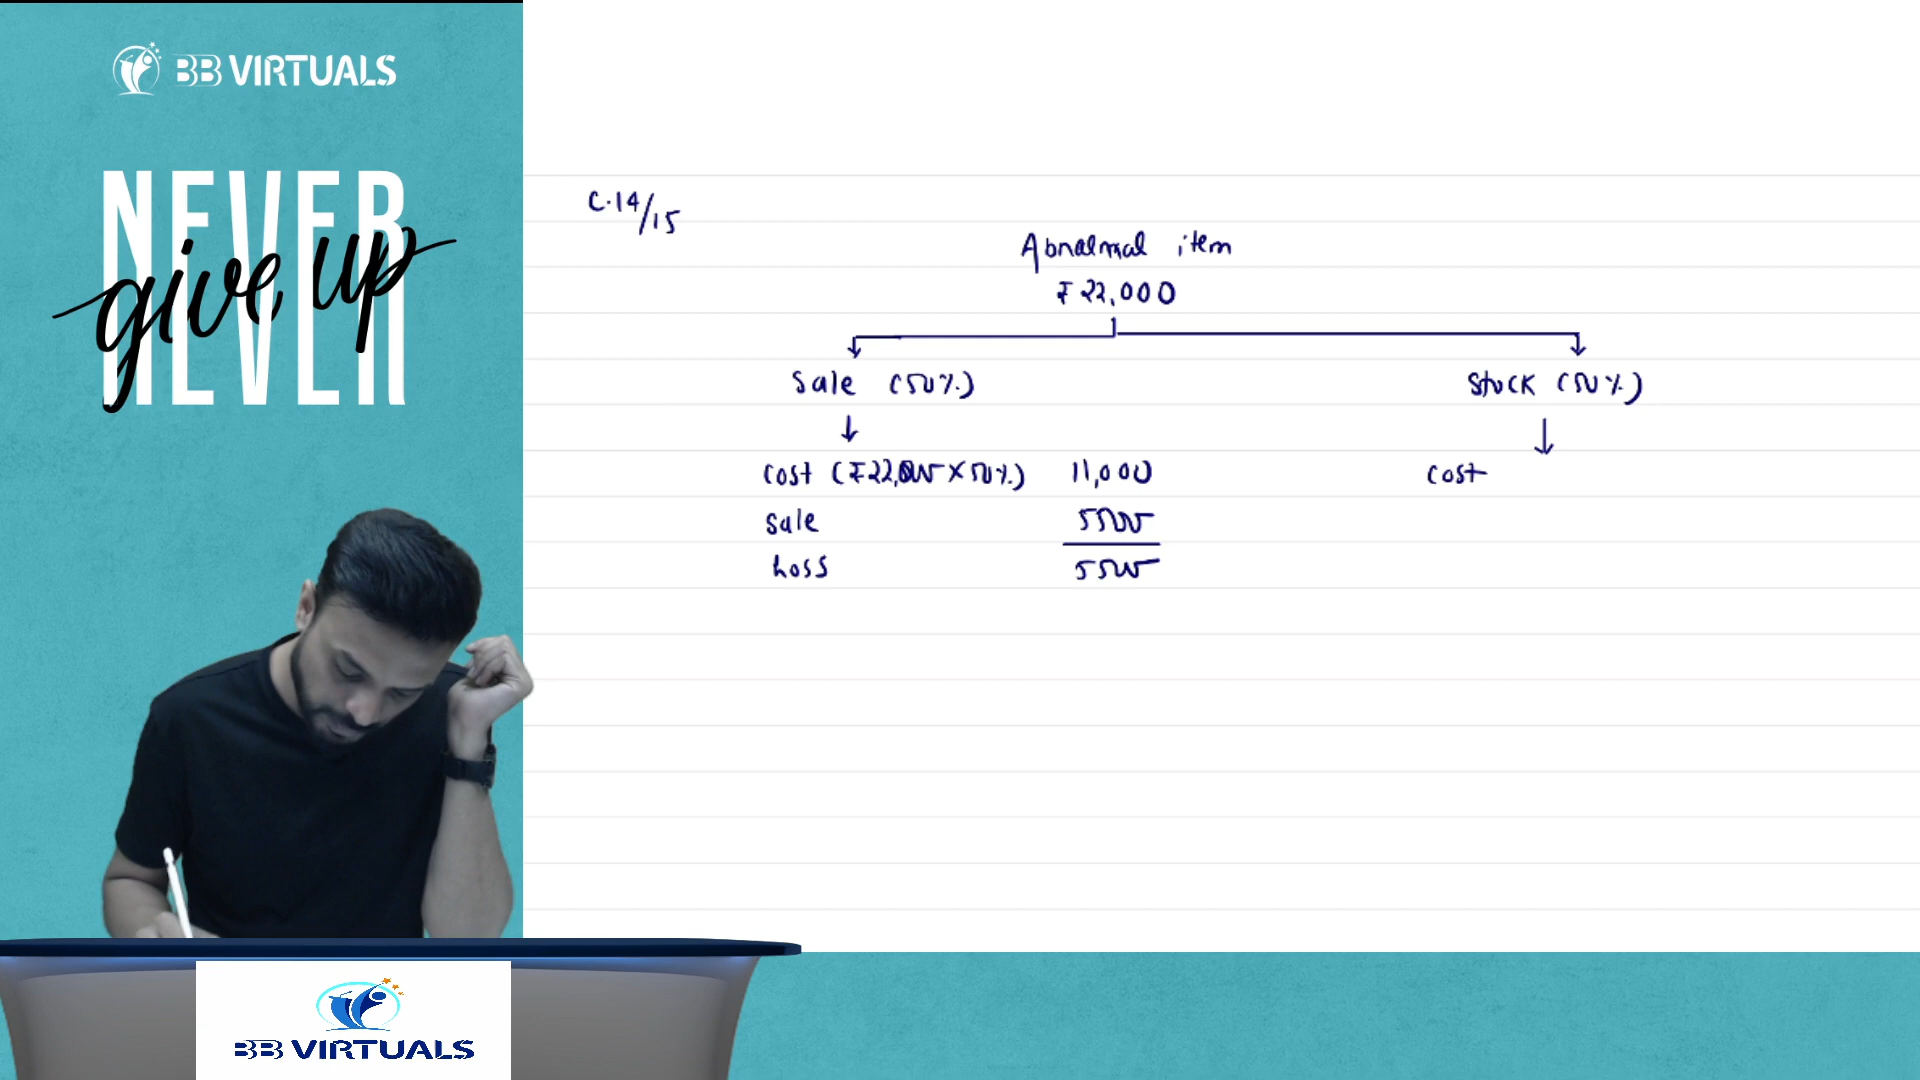 BB VIRTUALS
NEVER
give up
NEVER
C.14/15
Abnormal item
₹22,000
Sale (50%)
Stock (50%)
Cost (₹22,000 × 50%) 11,000
Cost
Sale 5500
Loss 5500
BB VIRTUALS